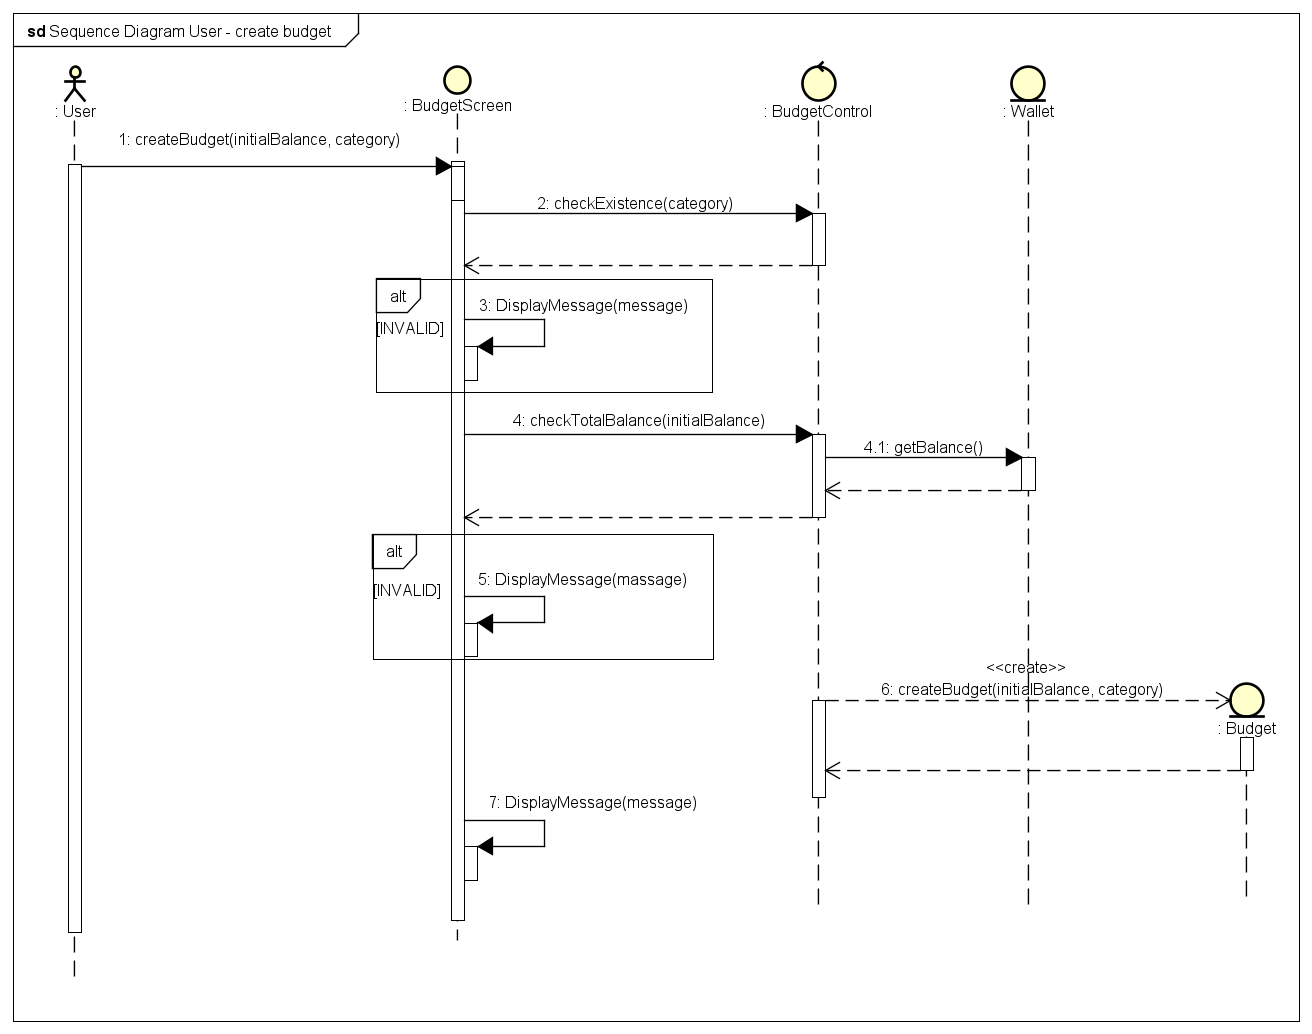 sd Sequence Diagram User - create budget
: User
: BudgetScreen
: BudgetControl
: Wallet
1: createBudget(initialBalance, category)
2: checkExistence(category)
alt
3: DisplayMessage(message)
[INVALID]
4: checkTotalBalance(initialBalance)
4.1: getBalance()
alt
5: DisplayMessage(massage)
[INVALID]
<<create>>
6: createBudget(initialBalance, category)
: Budget
7: DisplayMessage(message)